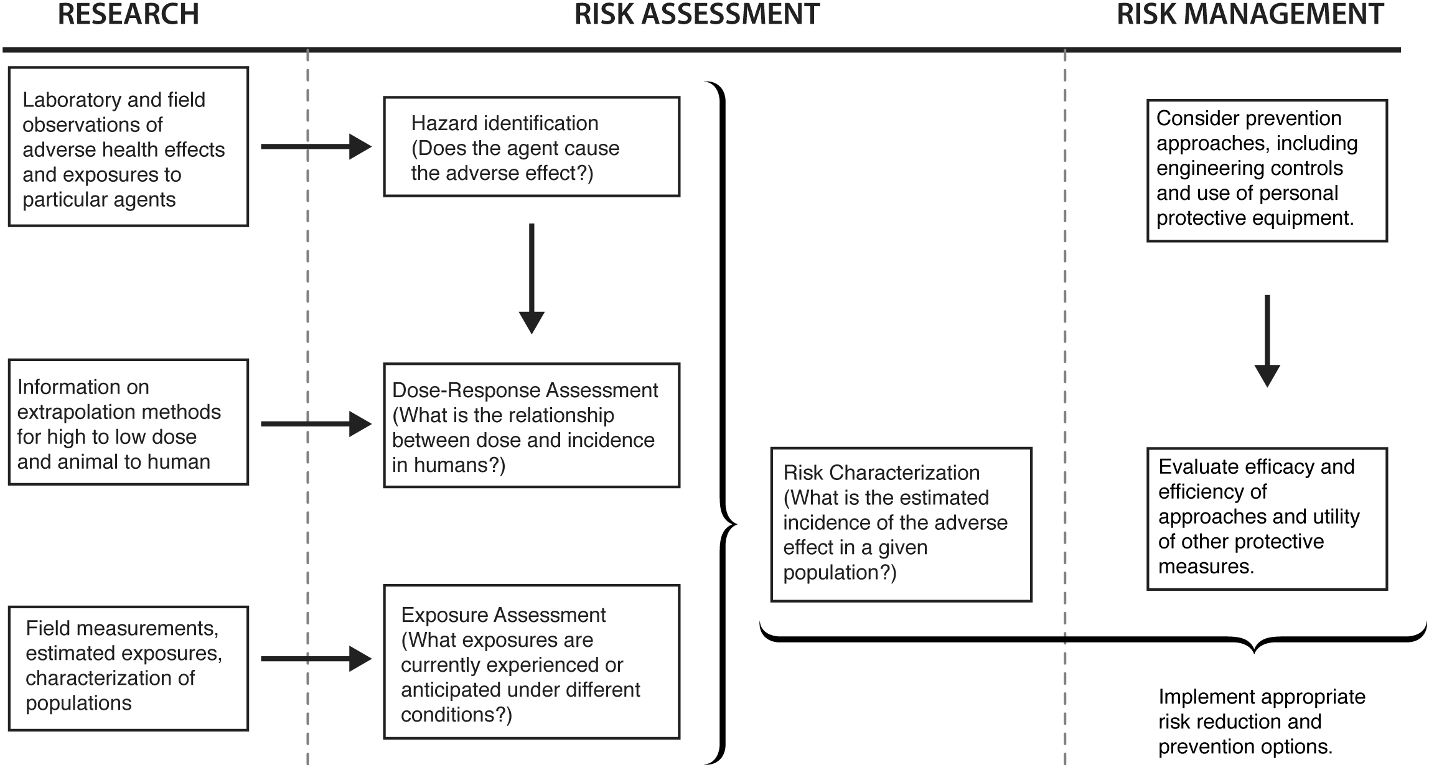 RESEARCH
RISK ASSESSMENT
RISK MANAGEMENT
Laboratory and field
observations of
adverse health effects
and exposures to
particular agents
Hazard identification
(Does the agent cause
the adverse effect?)
Consider prevention
approaches, including
engineering controls
and use of personal
protective equipment.
Information on
extrapolation methods
for high to low dose
and animal to human
Dose-Response Assessment
(What is the relationship
between dose and incidence
in humans?)
Risk Characterization
(What is the estimated
incidence of the adverse
effect in a given
population?)
Evaluate efficacy and
efficiency of
approaches and utility
of other protective
measures.
Field measurements,
estimated exposures,
characterization of
populations
Exposure Assessment
(What exposures are
currently experienced or
anticipated under different
conditions?)
Implement appropriate
risk reduction and
prevention options.